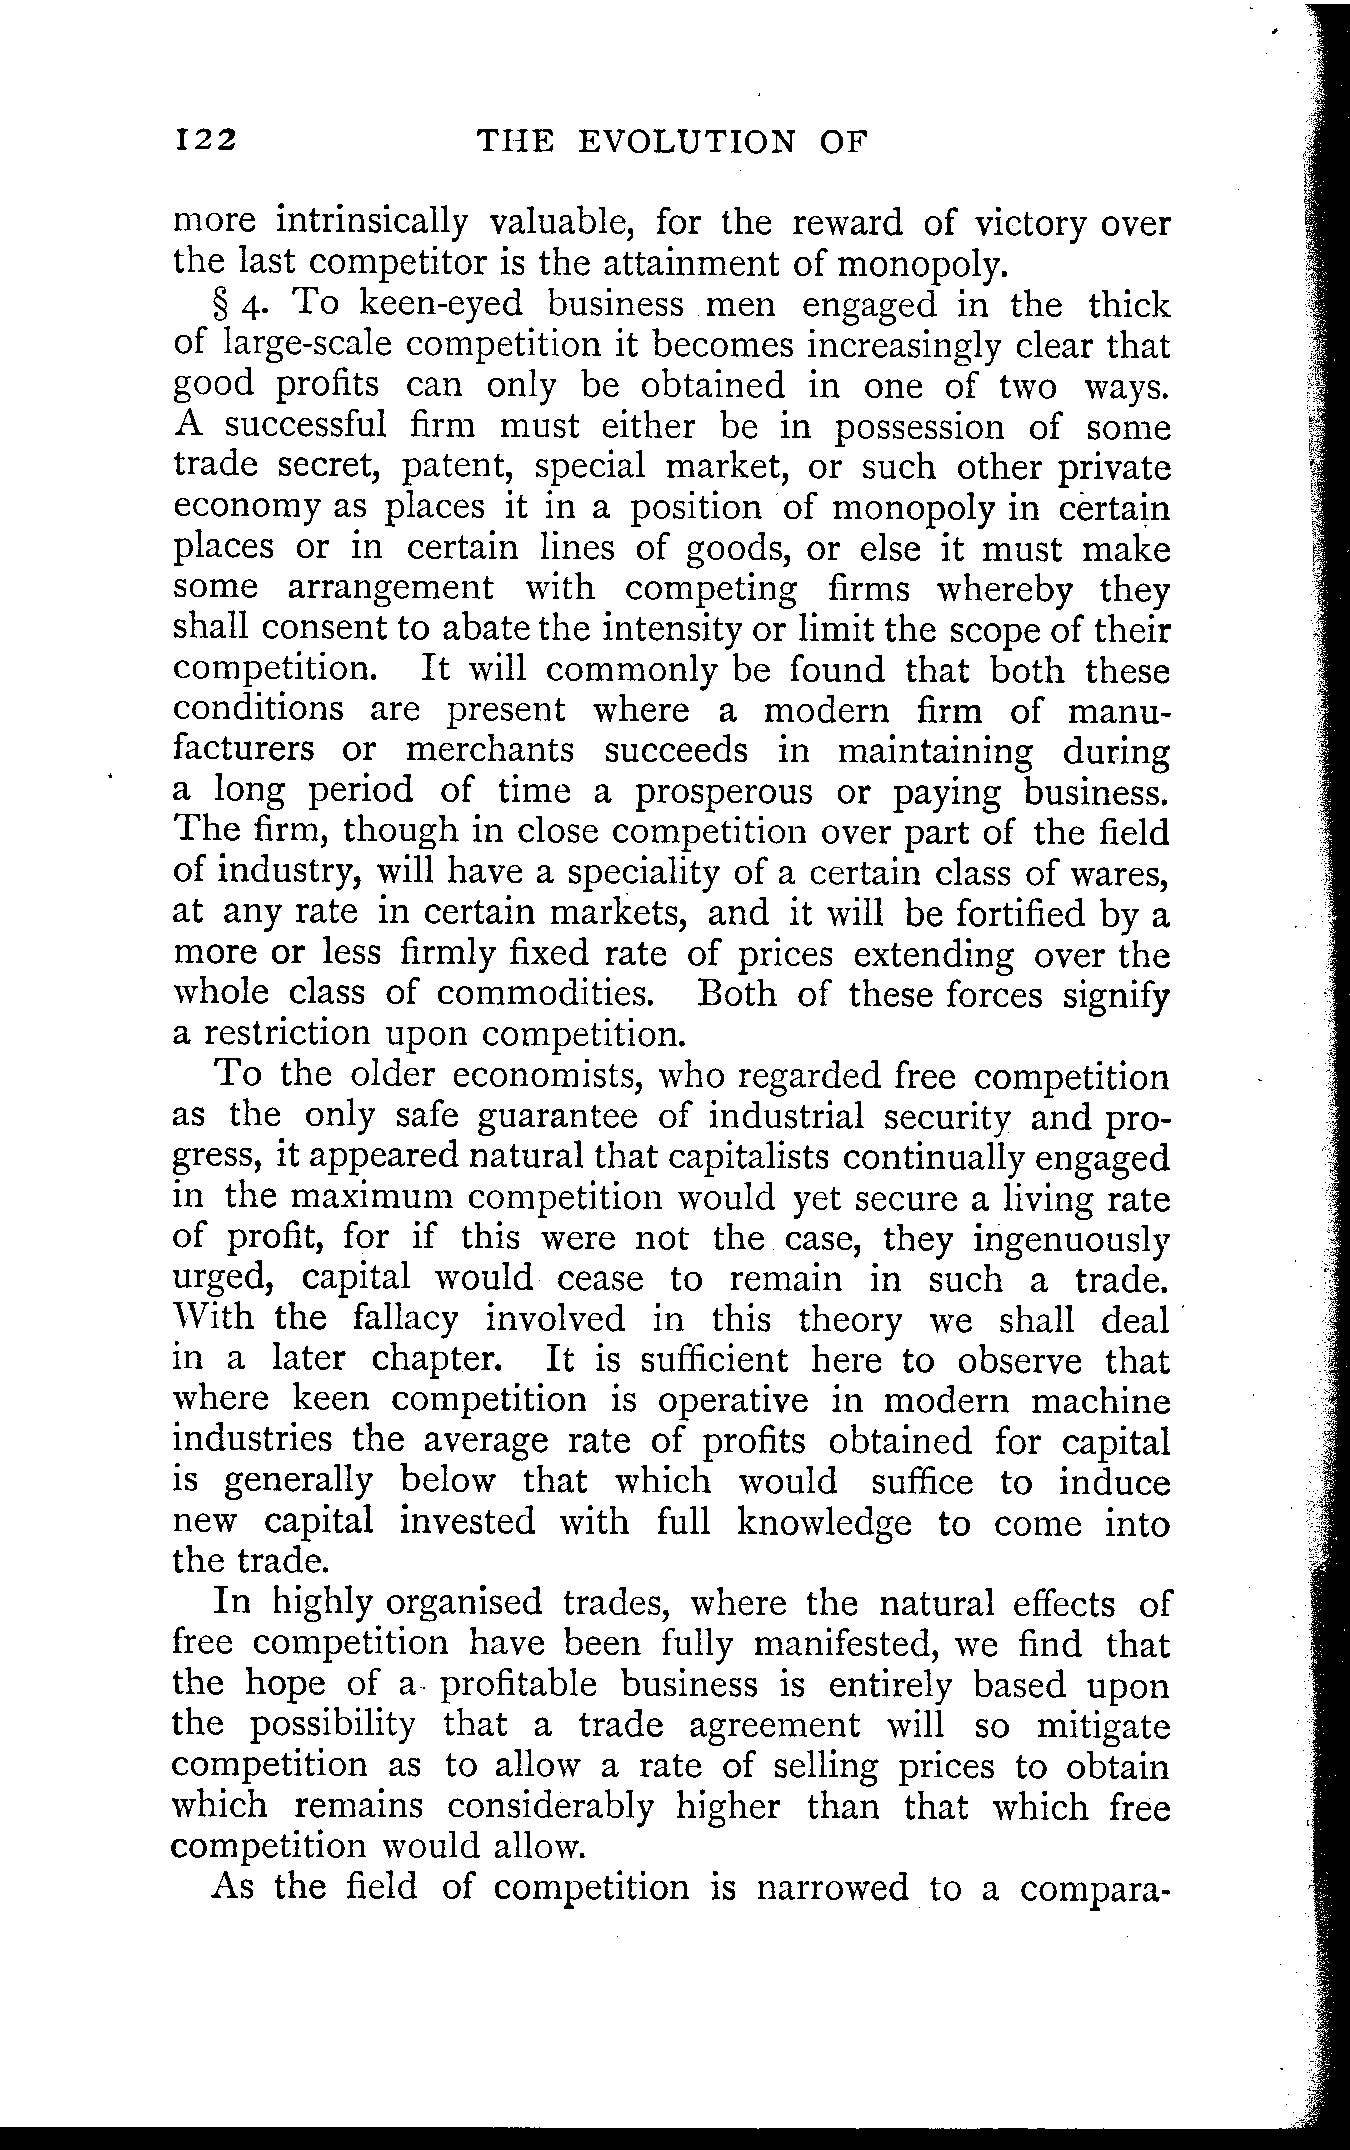 122 THE EVOLUTION OF
more intrinsically valuable, for the reward of victory over
the last competitor is the attainment of monopoly.
§ 4. To keen-eyed business men engaged in the thick
of large-scale competition it becomes increasingly clear that
good profits can only be obtained in one of two ways.
A successful firm must either be in possession of some
trade secret, patent, special market, or such other private
economy as places it in a position of monopoly in certain
places or in certain lines of goods, or else it must make
some arrangement with competing firms whereby they
shall consent to abate the intensity or limit the scope of their
competition. It will commonly be found that both these
conditions are present where a modern firm of manu-
facturers or merchants succeeds in maintaining during
a long period of time a prosperous or paying business.
The firm, though in close competition over part of the field
of industry, will have a speciality of a certain class of wares,
at any rate in certain markets, and it will be fortified by a
more or less firmly fixed rate of prices extending over the
whole class of commodities. Both of these forces signify
a restriction upon competition.
To the older economists, who regarded free competition
as the only safe guarantee of industrial security and pro-
gress, it appeared natural that capitalists continually engaged
in the maximum competition would yet secure a living rate
of profit, for if this were not the case, they ingenuously
urged, capital would cease to remain in such a trade.
With the fallacy involved in this theory we shall deal
in a later chapter. It is sufficient here to observe that
where keen competition is operative in modern machine
industries the average rate of profits obtained for capital
is generally below that which would suffice to induce
new capital invested with full knowledge to come into
the trade.
In highly organised trades, where the natural effects of
free competition have been fully manifested, we find that
the hope of a profitable business is entirely based upon
the possibility that a trade agreement will so mitigate
competition as to allow a rate of selling prices to obtain
which remains considerably higher than that which free
competition would allow.
As the field of competition is narrowed to a compara-